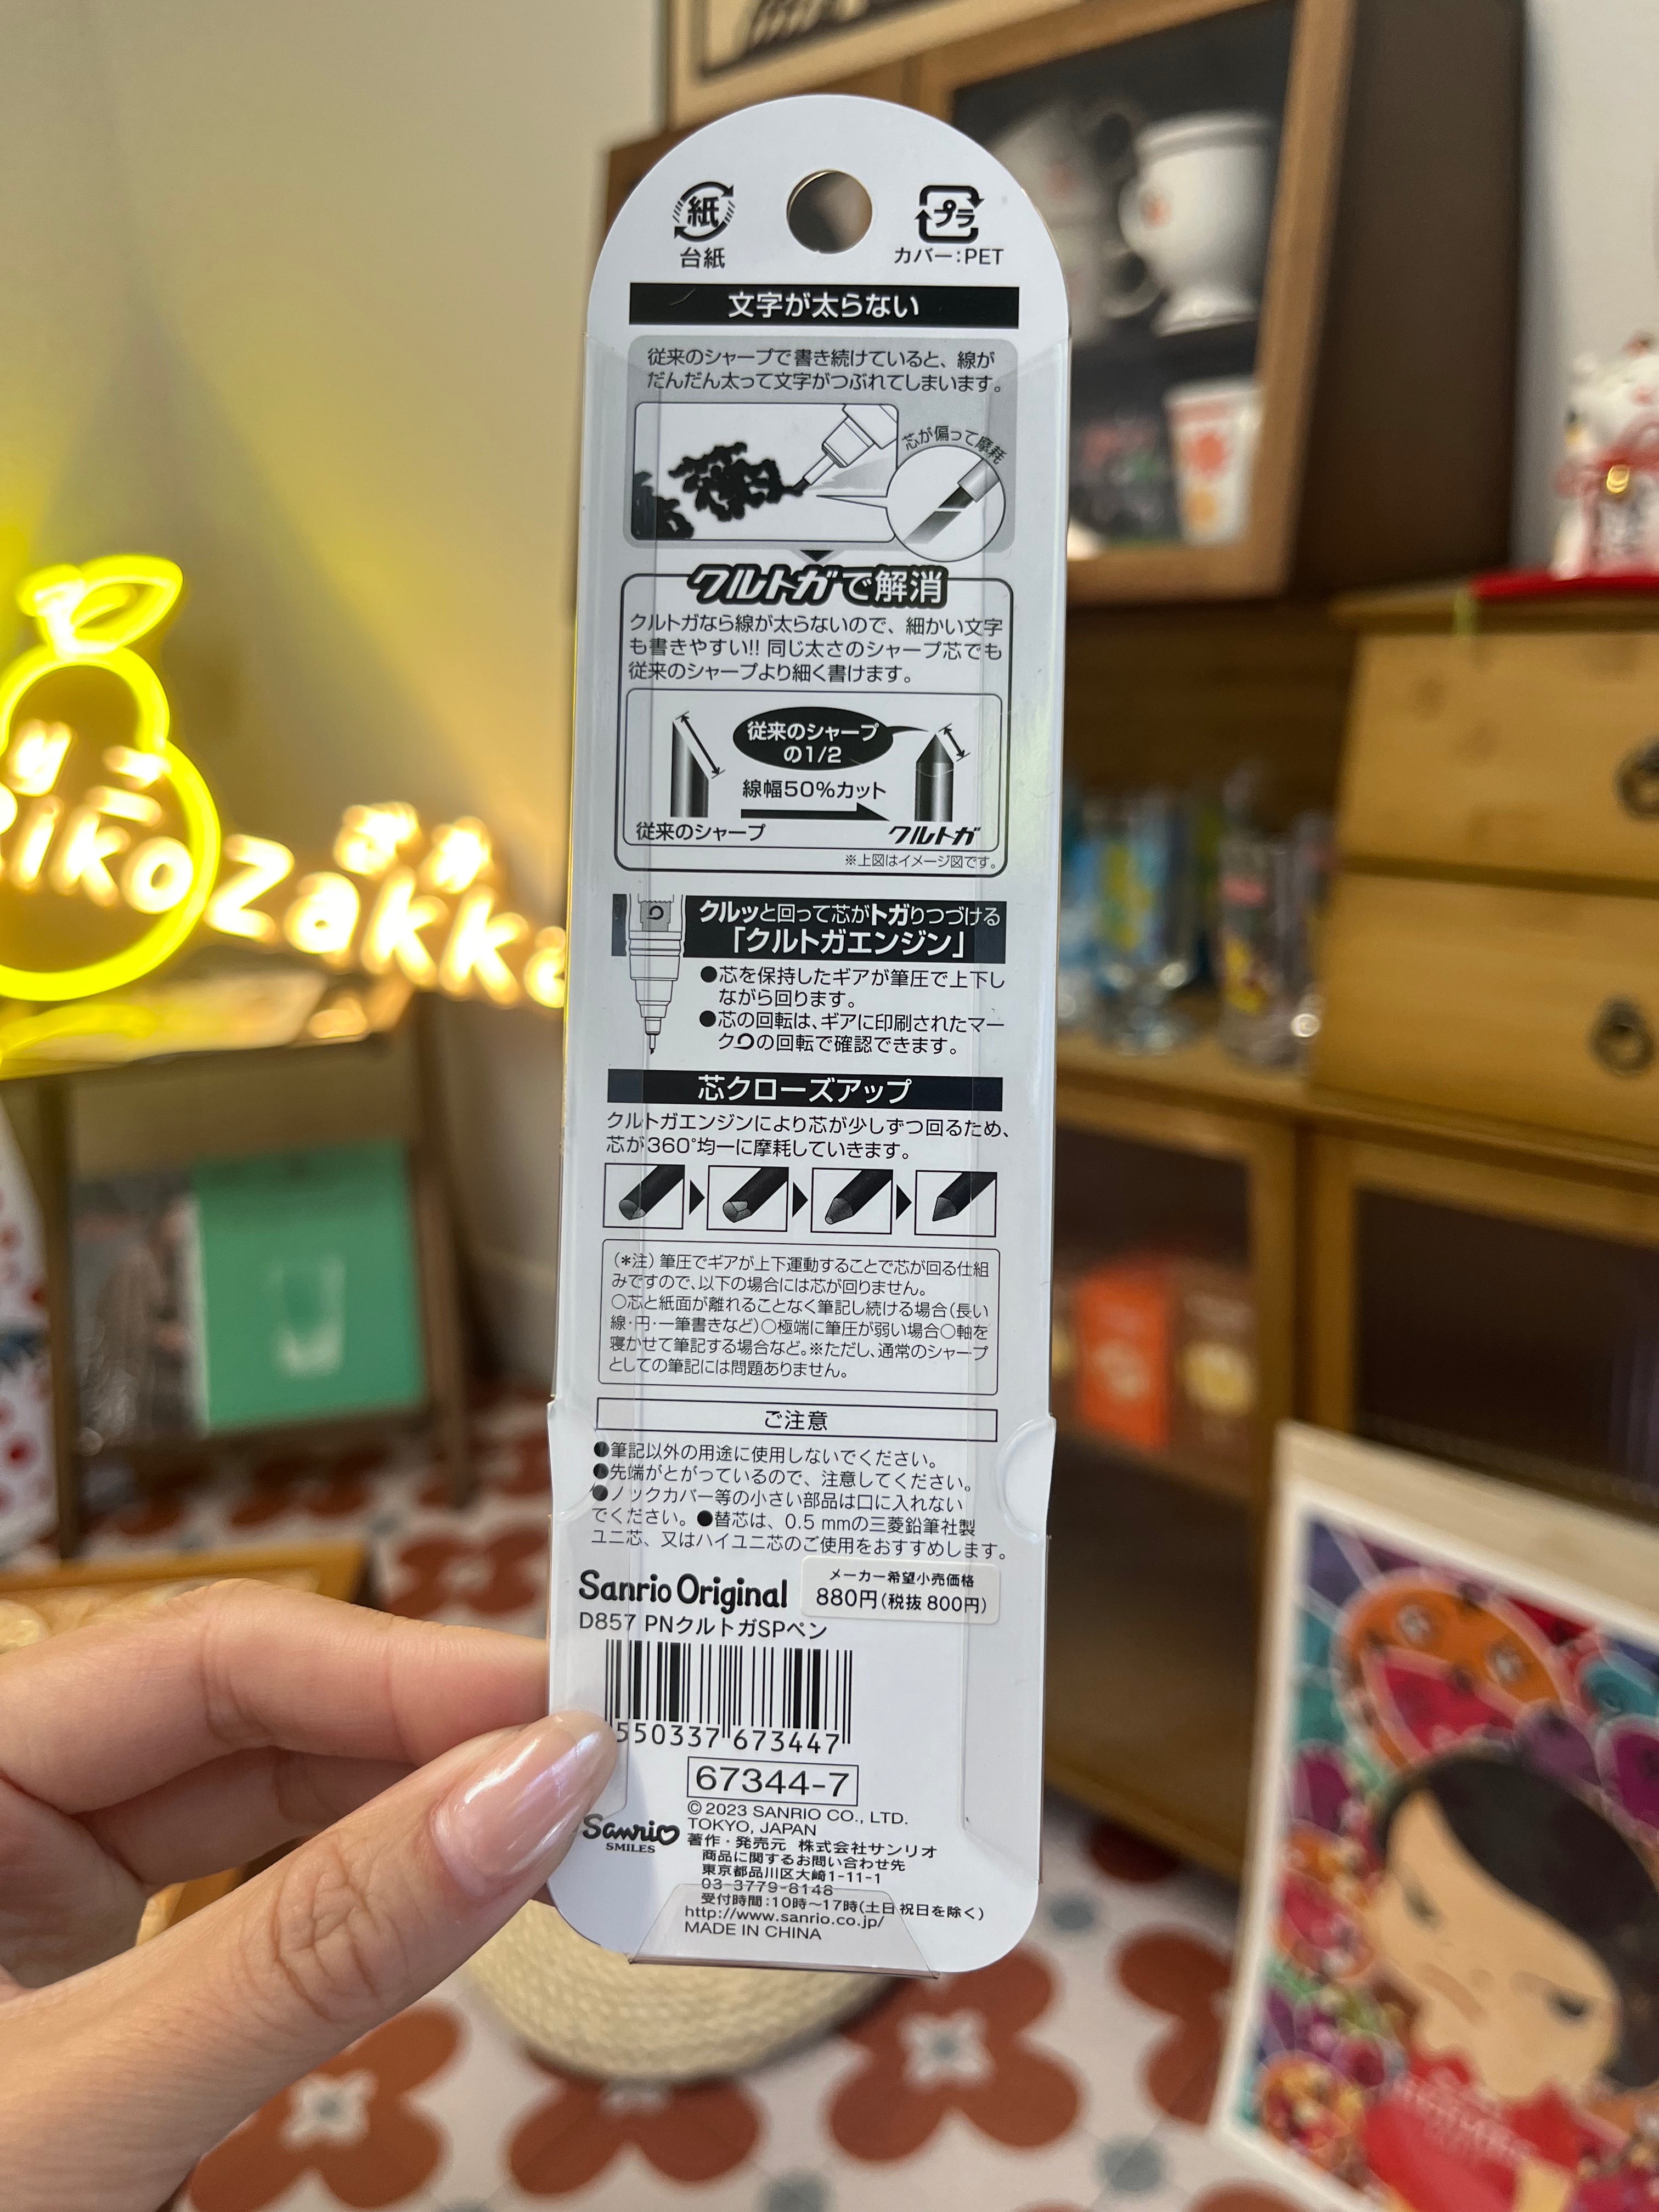 紙
台紙
プラ
カバー：PET
文字が太らない
従来のシャープで書き続けていると、線が
だんだん太って文字がつぶれてしまいます。
芯が偏って摩耗
クルトガで解消
クルトガなら線が太らないので、細かい文字
も書きやすい!! 同じ太さのシャープ芯でも
従来のシャープより細く書けます。
従来のシャープ
の1/2
線幅50%カット
従来のシャープ
クルトガ
※上図はイメージ図です。
クルッと回って芯がトガりつづける
「クルトガエンジン」
●芯を保持したギアが筆圧で上下し
ながら回ります。
●芯の回転は、ギアに印刷されたマー
クの回転で確認できます。
芯クローズアップ
クルトガエンジンにより芯が少しずつ回るため、
芯が360°均一に摩耗していきます。
（*注）筆圧でギアが上下運動することで芯が回る仕組
みですので、以下の場合には芯が回りません。
○芯と紙面が離れることなく筆記し続ける場合（長い
線・円・一筆書きなど）○極端に筆圧が弱い場合○軸を
寝かせて筆記する場合など。※ただし、通常のシャープ
としての筆記には問題ありません。
ご注意
●筆記以外の用途に使用しないでください。
●先端がとがっているので、注意してください。
●ノックカバー等の小さい部品は口に入れない
でください。●替芯は、0.5 mmの三菱鉛筆社製
ユニ芯、又はハイユニ芯のご使用をおすすめします。
Sanrio Original
メーカー希望小売価格
880円（税抜 800円）
D857 PNクルトガSPペン
550337 673447
67344-7
© 2023 SANRIO CO., LTD.
TOKYO, JAPAN
Sanrio
SMILES
著作・発売元 株式会社サンリオ
商品に関するお問い合わせ先
東京都品川区大崎1-11-1
03-3779-8148
受付時間：10時～17時（土日祝日を除く）
http://www.sanrio.co.jp/
MADE IN CHINA
iko Zakka